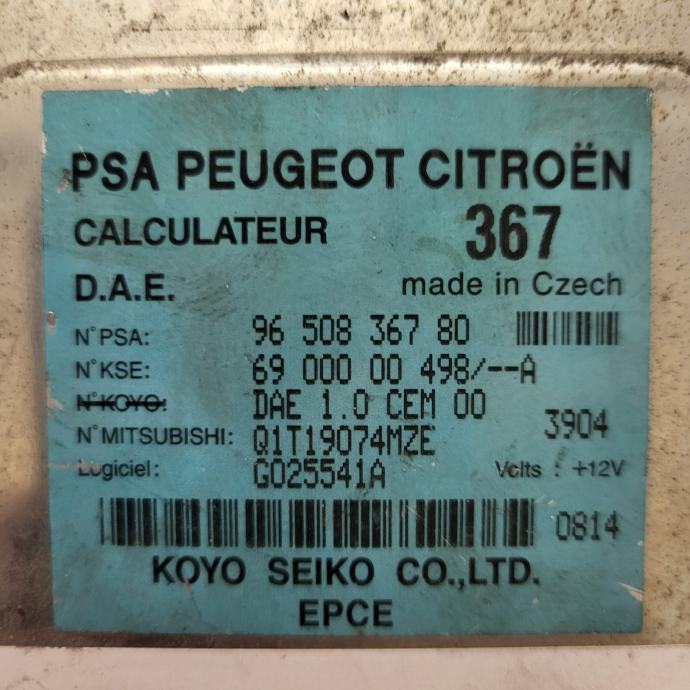 PSA PEUGEOT CITROËN
CALCULATEUR 367
D.A.E. made in Czech
N°PSA: 96 508 367 80
N°KSE: 69 000 00 498/--A
N°KOYO: DAE 1.0 CEM 00
3904
N°MITSUBISHI: Q1T19074MZE
Logiciel: G025541A Volts : +12V
0814
KOYO SEIKO CO.,LTD.
EPCE